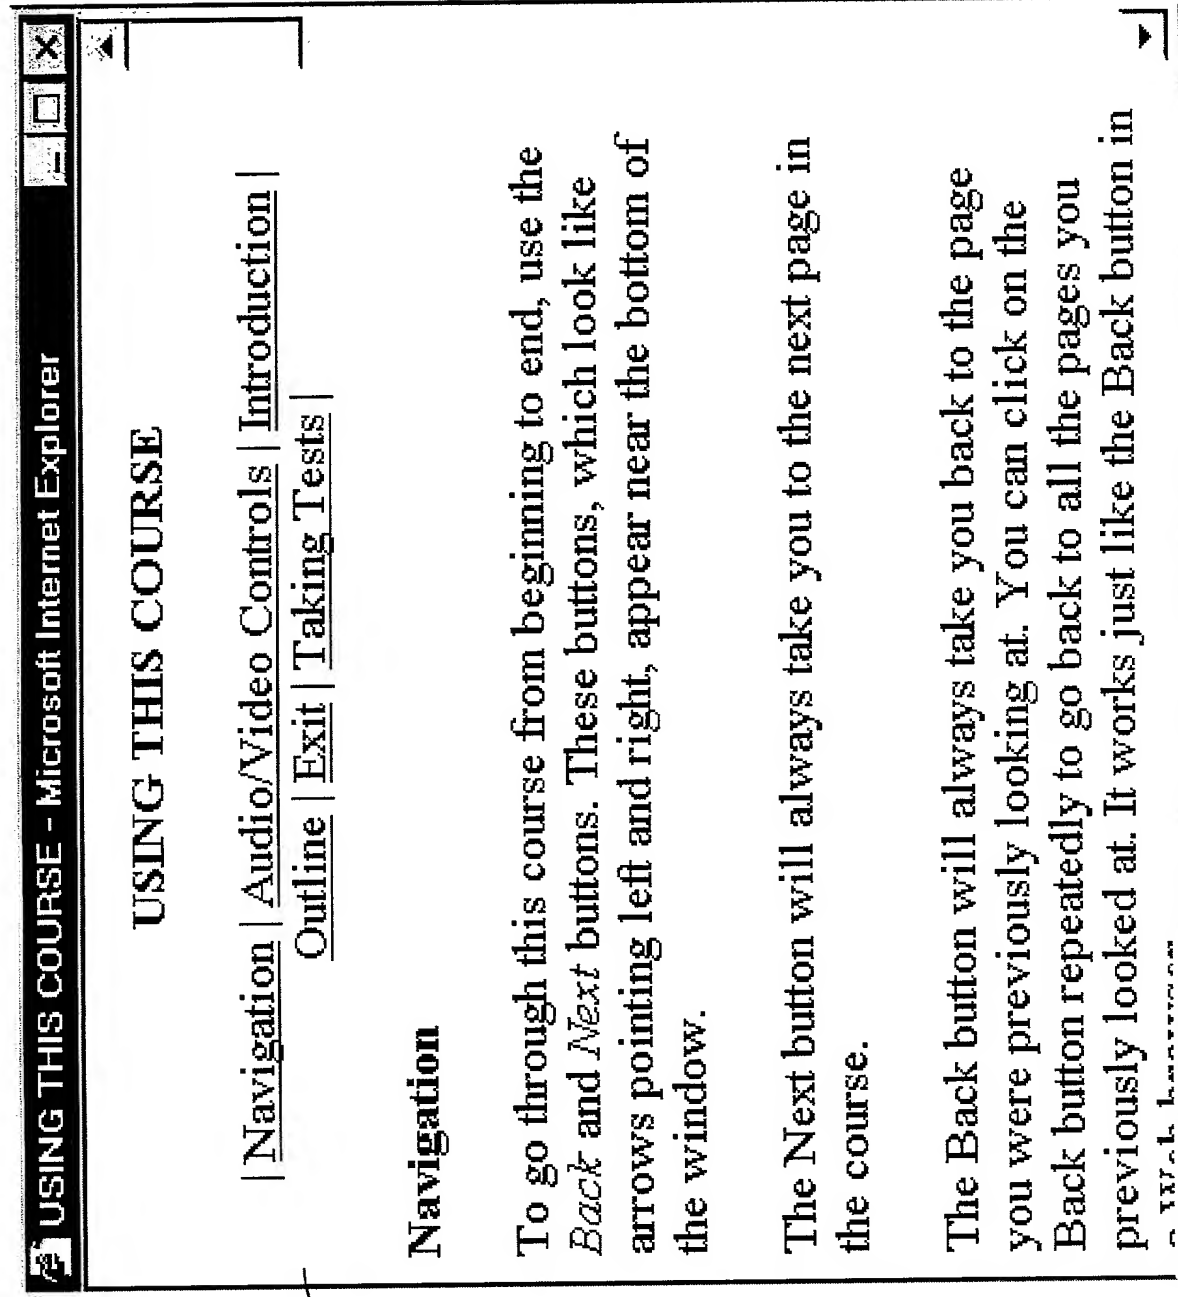 USING THIS COURSE - Microsoft Internet Explorer
USING THIS COURSE
| Navigation | Audio/Video Controls | Introduction |
Outline | Exit | Taking Tests |
Navigation
To go through this course from beginning to end, use the
Back and Next buttons. These buttons, which look like
arrows pointing left and right, appear near the bottom of
the window.
The Next button will always take you to the next page in
the course.
The Back button will always take you back to the page
you were previously looking at. You can click on the
Back button repeatedly to go back to all the pages you
previously looked at. It works just like the Back button in